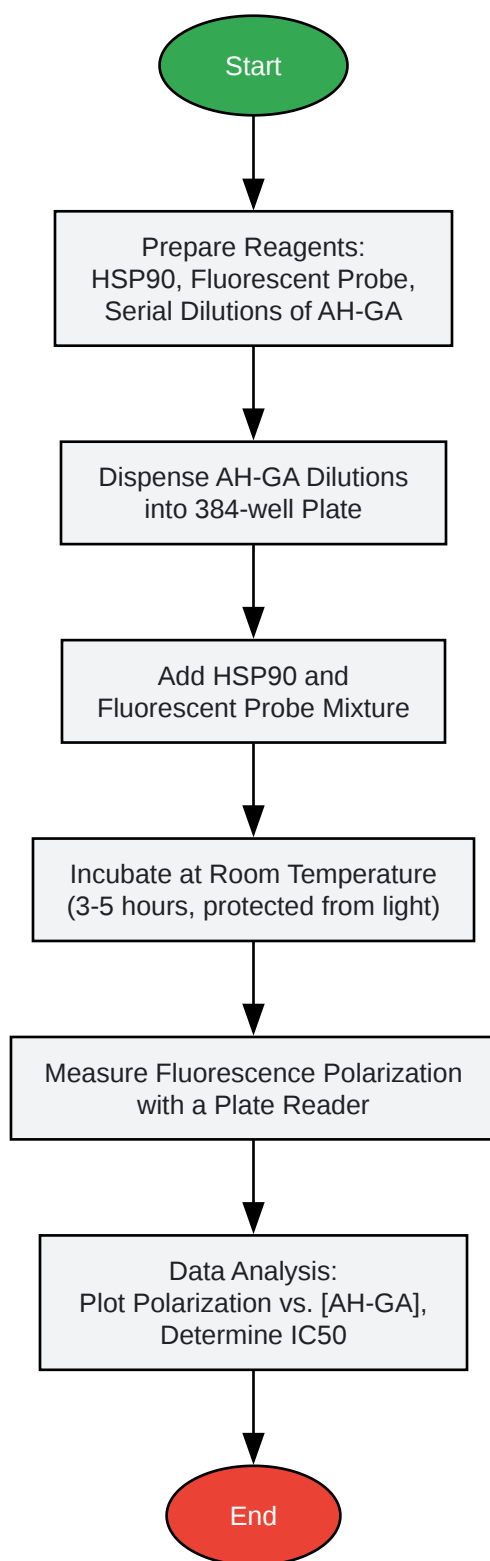 Start
Prepare Reagents:
HSP90, Fluorescent Probe,
Serial Dilutions of AH-GA
Dispense AH-GA Dilutions
into 384-well Plate
Add HSP90 and
Fluorescent Probe Mixture
Incubate at Room Temperature
(3-5 hours, protected from light)
Measure Fluorescence Polarization
with a Plate Reader
Data Analysis:
Plot Polarization vs. [AH-GA],
Determine IC50
End